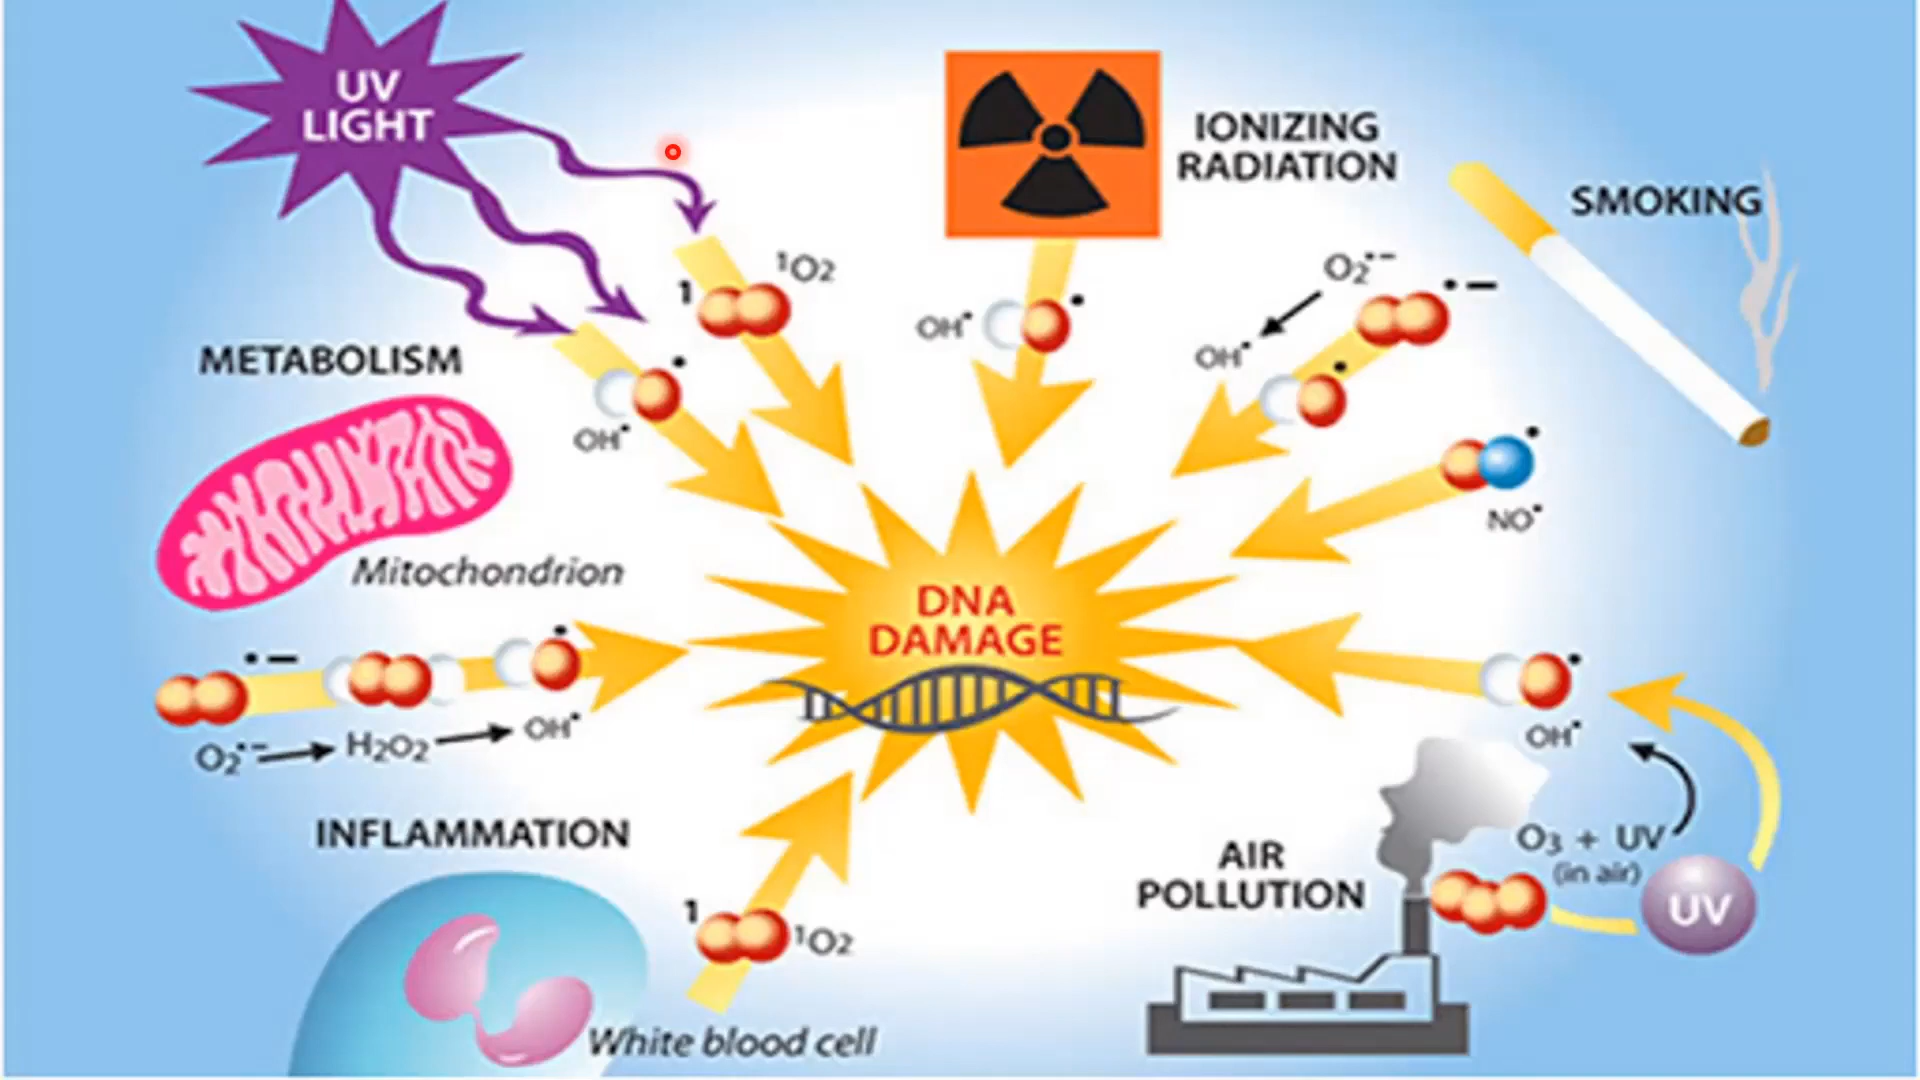 UV
LIGHT
IONIZING
RADIATION
SMOKING
1
¹O2
OH•
OH•
O2•–
OH•
METABOLISM
Mitochondrion
NO•
DNA
DAMAGE
O2•– → H2O2 → OH•
OH•
INFLAMMATION
1
¹O2
White blood cell
AIR
POLLUTION
O3 + UV
(in air)
UV